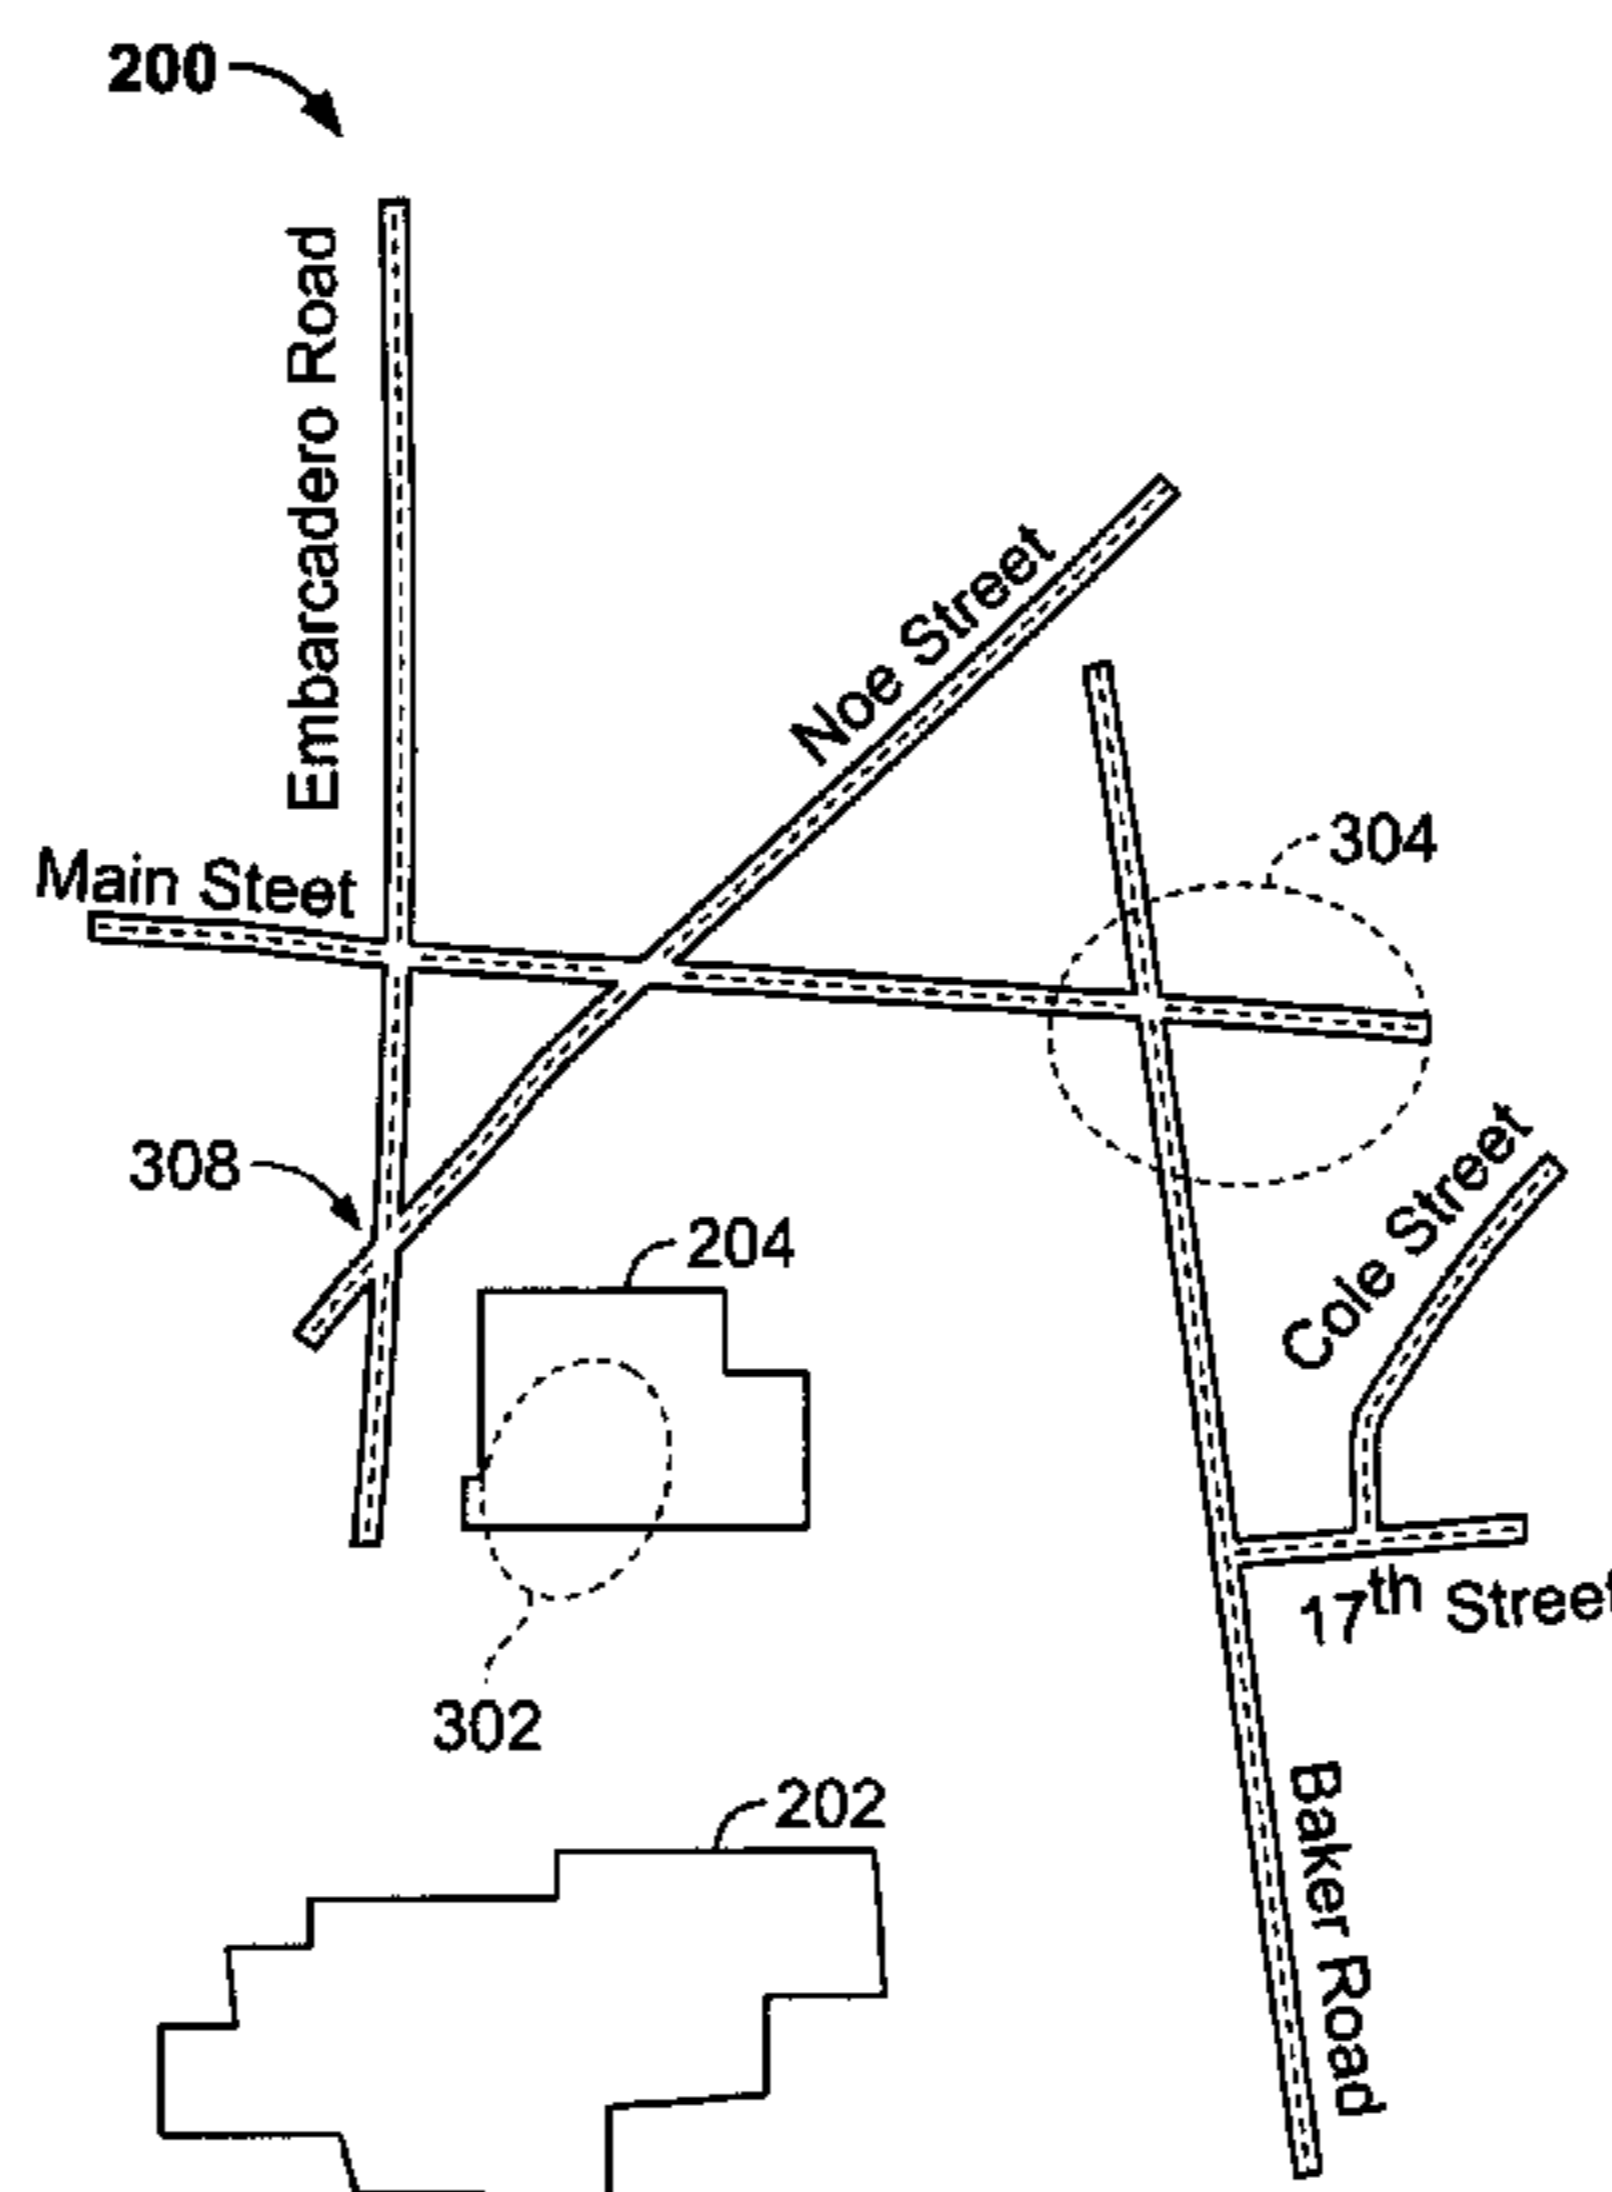 200
Embarcadero Road
Noe Street
304
Main Steet
Cole Street
308
204
17th Street
302
Baker Road
202